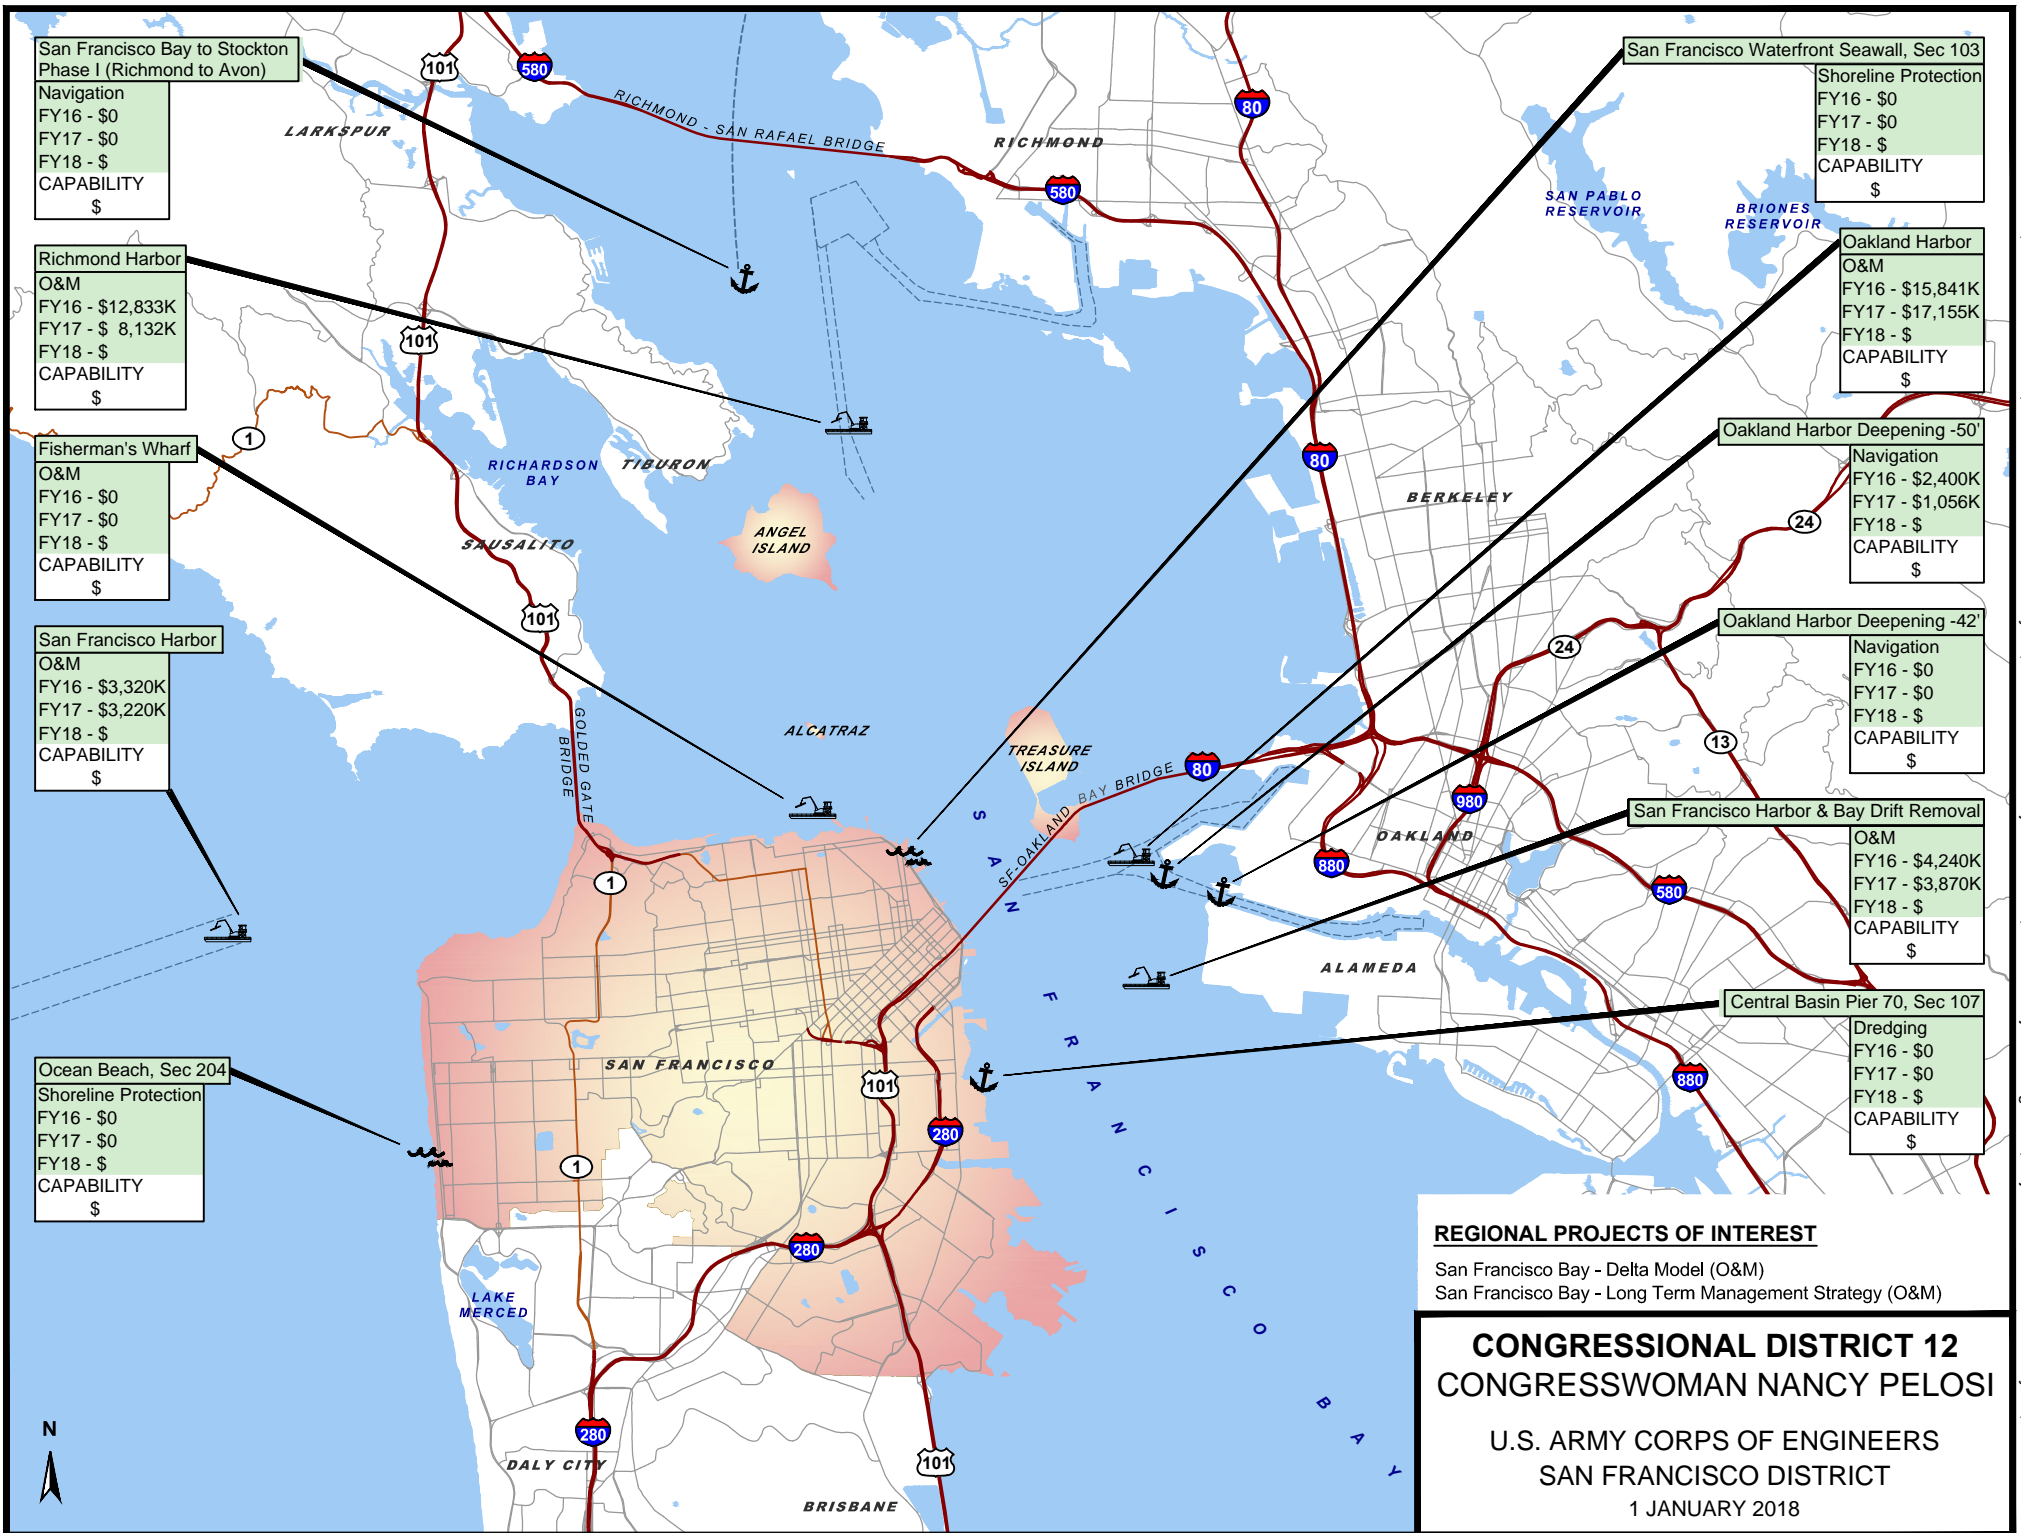 San Francisco Bay to Stockton
Phase I (Richmond to Avon)
Navigation
FY16 - $0
FY17 - $0
FY18 - $
CAPABILITY
$
Richmond Harbor
O&M
FY16 - $12,833K
FY17 - $ 8,132K
FY18 - $
CAPABILITY
$
Fisherman's Wharf
O&M
FY16 - $0
FY17 - $0
FY18 - $
CAPABILITY
$
San Francisco Harbor
O&M
FY16 - $3,320K
FY17 - $3,220K
FY18 - $
CAPABILITY
$
Ocean Beach, Sec 204
Shoreline Protection
FY16 - $0
FY17 - $0
FY18 - $
CAPABILITY
$
San Francisco Waterfront Seawall, Sec 103
Shoreline Protection
FY16 - $0
FY17 - $0
FY18 - $
CAPABILITY
$
Oakland Harbor
O&M
FY16 - $15,841K
FY17 - $17,155K
FY18 - $
CAPABILITY
$
Oakland Harbor Deepening -50'
Navigation
FY16 - $2,400K
FY17 - $1,056K
FY18 - $
CAPABILITY
$
Oakland Harbor Deepening -42'
Navigation
FY16 - $0
FY17 - $0
FY18 - $
CAPABILITY
$
San Francisco Harbor & Bay Drift Removal
O&M
FY16 - $4,240K
FY17 - $3,870K
FY18 - $
CAPABILITY
$
Central Basin Pier 70, Sec 107
Dredging
FY16 - $0
FY17 - $0
FY18 - $
CAPABILITY
$
101
580
80
LARKSPUR
RICHMOND - SAN RAFAEL BRIDGE
RICHMOND
580
SAN PABLO
RESERVOIR
BRIONES
RESERVOIR
101
1
80
RICHARDSON
BAY
TIBURON
BERKELEY
24
ANGEL
ISLAND
SAUSALITO
101
24
GOLDED GATE
BRIDGE
ALCATRAZ
TREASURE
ISLAND
13
80
SF-OAKLAND BAY BRIDGE
980
OAKLAND
880
1
580
ALAMEDA
SAN FRANCISCO
101
880
280
1
280
SAN FRANCISCO BAY
LAKE
MERCED
280
DALY CITY
101
BRISBANE
N
REGIONAL PROJECTS OF INTEREST
San Francisco Bay - Delta Model (O&M)
San Francisco Bay - Long Term Management Strategy (O&M)
CONGRESSIONAL DISTRICT 12
CONGRESSWOMAN NANCY PELOSI
U.S. ARMY CORPS OF ENGINEERS
SAN FRANCISCO DISTRICT
1 JANUARY 2018